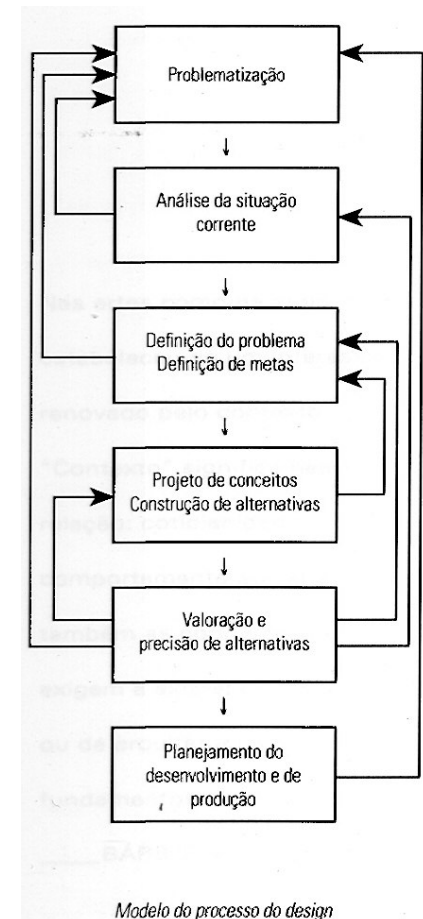 Problematização
Análise da situação
corrente
Definição do problema
Definição de metas
Projeto de conceitos
Construção de alternativas
Valoração e
precisão de alternativas
Planejamento do
desenvolvimento e de
produção
Modelo do processo do design